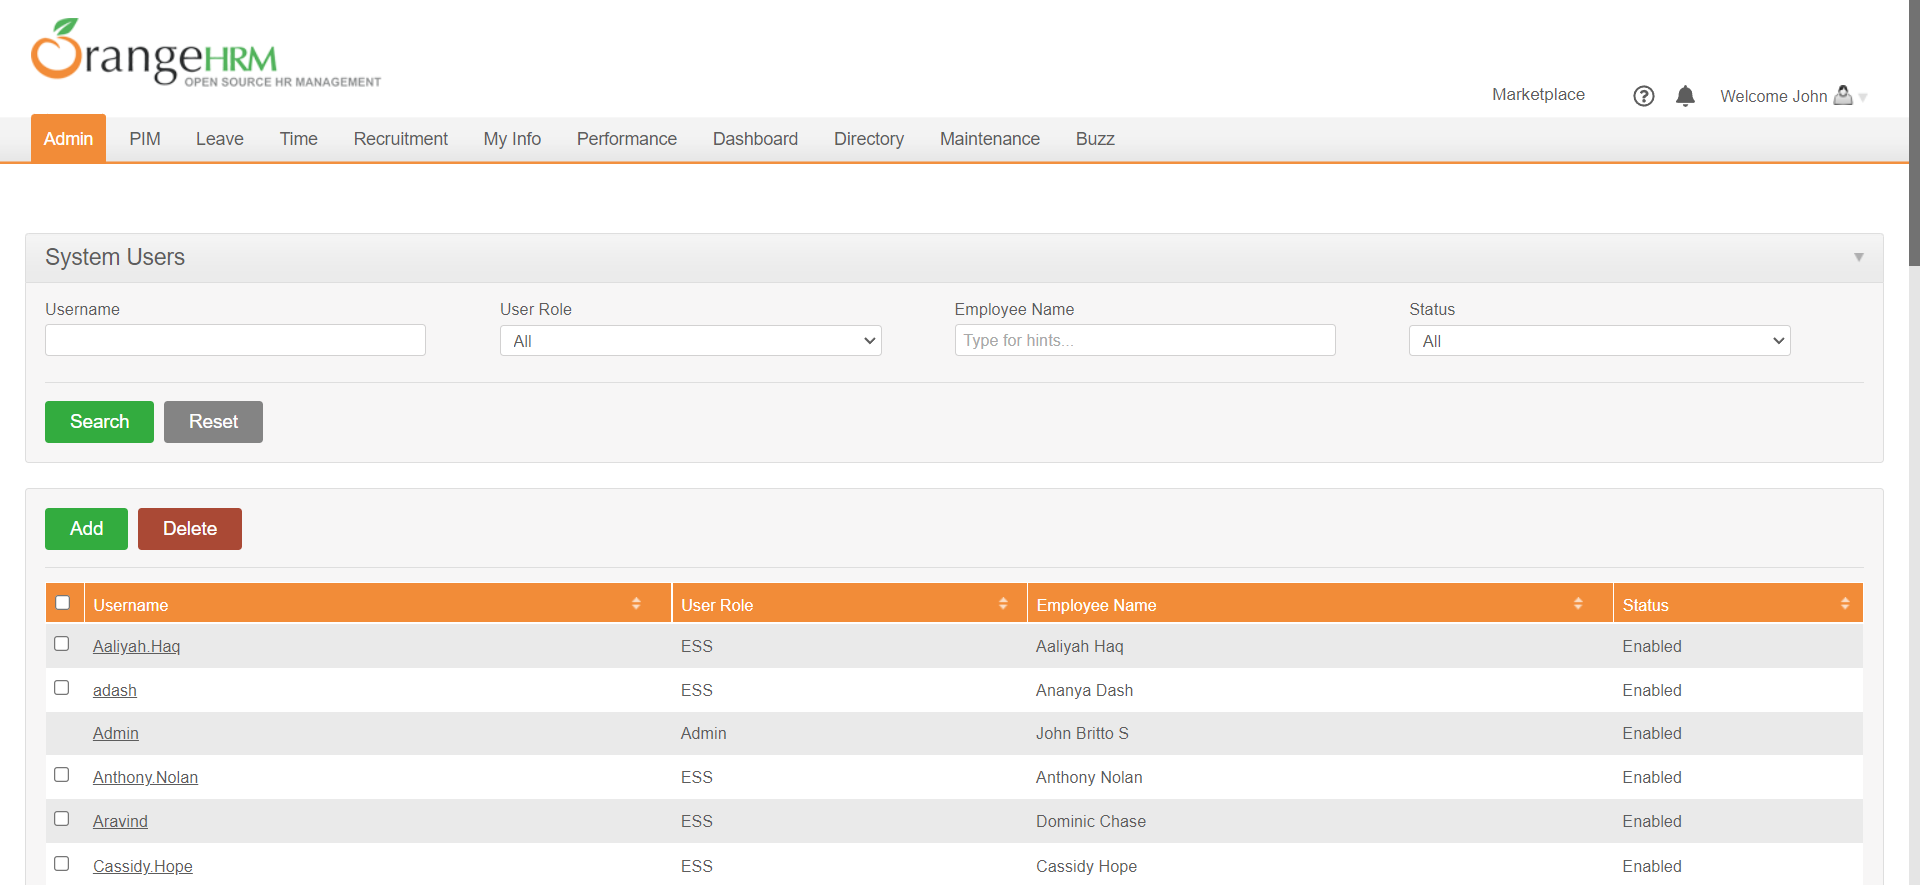 OrangeHRM
OPEN SOURCE HR MANAGEMENT
Marketplace
Welcome John
Admin PIM Leave Time Recruitment My Info Performance Dashboard Directory Maintenance Buzz
System Users
Username User Role Employee Name Status
All Type for hints... All
Search Reset
Add Delete
Username User Role Employee Name Status
Aaliyah.Haq ESS Aaliyah Haq Enabled
adash ESS Ananya Dash Enabled
Admin Admin John Britto S Enabled
Anthony.Nolan ESS Anthony Nolan Enabled
Aravind ESS Dominic Chase Enabled
Cassidy.Hope ESS Cassidy Hope Enabled